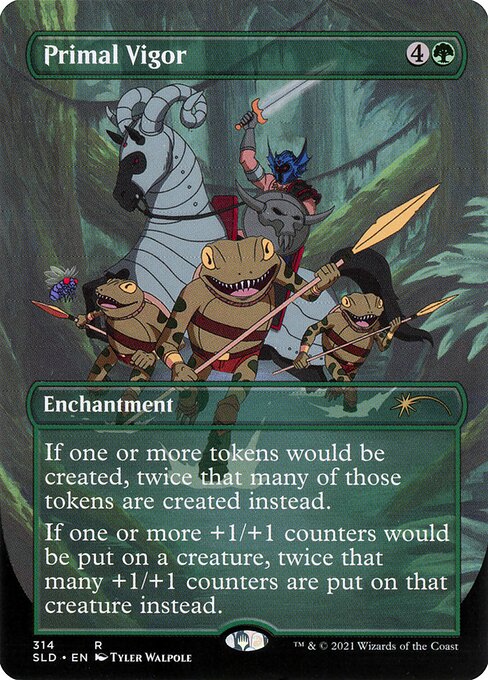 Primal Vigor 4
Enchantment
If one or more tokens would be
created, twice that many of those
tokens are created instead.
If one or more +1/+1 counters would
be put on a creature, twice that
many +1/+1 counters are put on that
creature instead.
314 R
SLD • EN Tyler Walpole
™ & © 2021 Wizards of the Coast